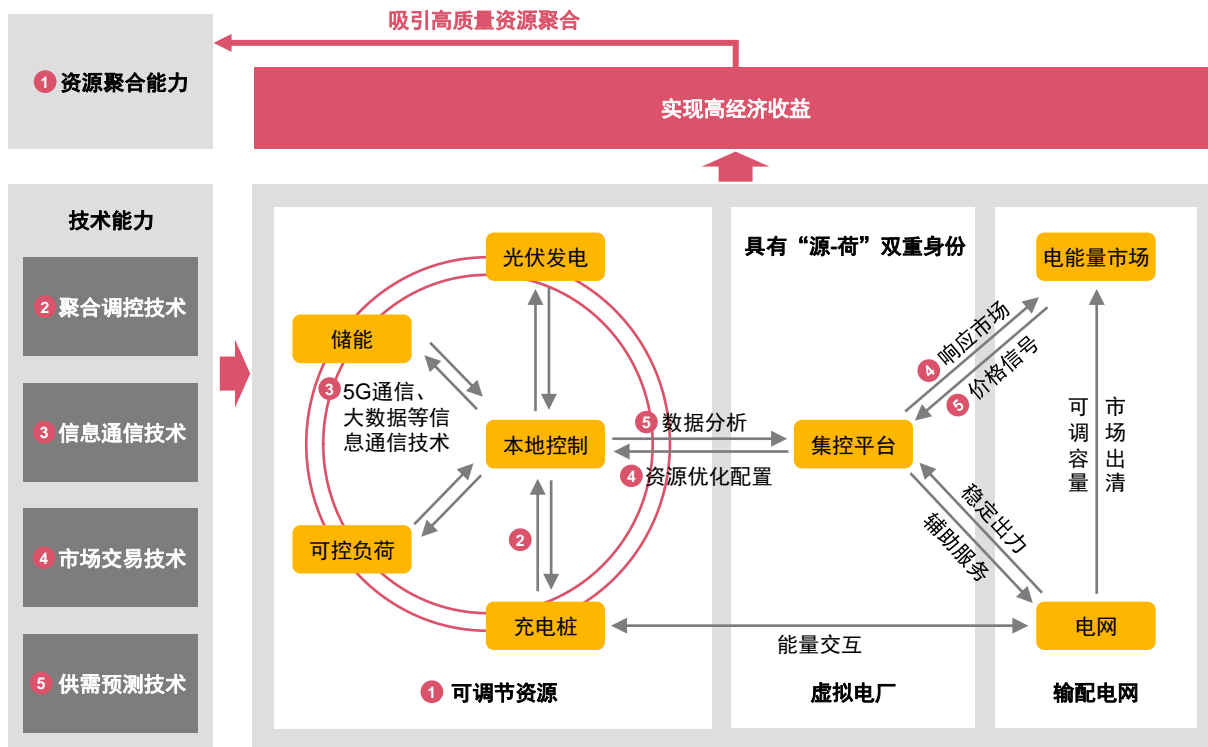 吸引高质量资源聚合
1 资源聚合能力
实现高经济收益
技术能力
2 聚合调控技术
3 信息通信技术
4 市场交易技术
5 供需预测技术
光伏发电
储能
3 5G通信、
大数据等信
息通信技术
本地控制
可控负荷
2
充电桩
1 可调节资源
5 数据分析
4 资源优化配置
具有“源-荷”双重身份
集控平台
能量交互
虚拟电厂
电能量市场
4 响应市场
5 价格信号
可调容量
市场出清
稳定出力
辅助服务
电网
输配电网